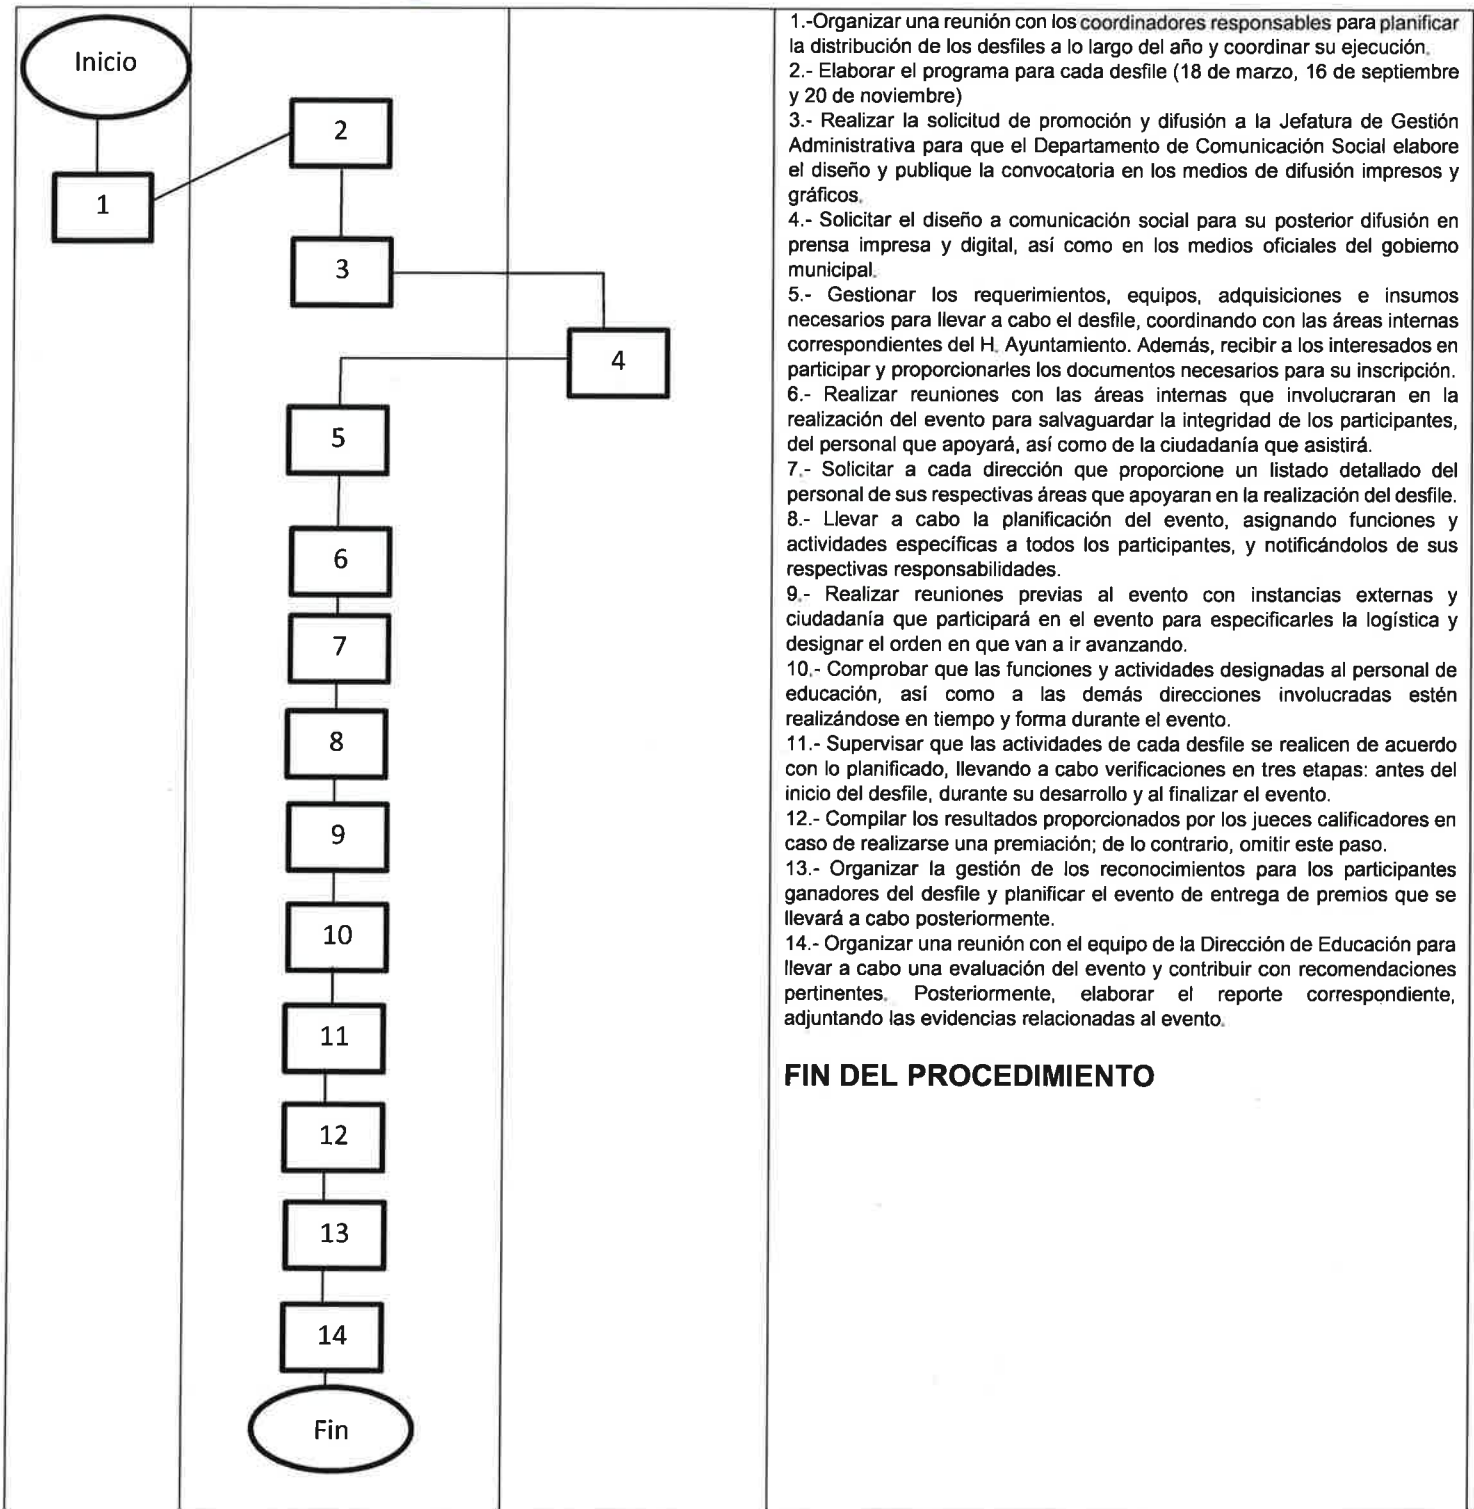 Inicio
1
2
3
4
5
6
7
8
9
10
11
12
13
14
Fin
1.-Organizar una reunión con los coordinadores responsables para planificar
la distribución de los desfiles a lo largo del año y coordinar su ejecución.
2.- Elaborar el programa para cada desfile (18 de marzo, 16 de septiembre
y 20 de noviembre)
3.- Realizar la solicitud de promoción y difusión a la Jefatura de Gestión
Administrativa para que el Departamento de Comunicación Social elabore
el diseño y publique la convocatoria en los medios de difusión impresos y
gráficos.
4.- Solicitar el diseño a comunicación social para su posterior difusión en
prensa impresa y digital, así como en los medios oficiales del gobierno
municipal.
5.- Gestionar los requerimientos, equipos, adquisiciones e insumos
necesarios para llevar a cabo el desfile, coordinando con las áreas internas
correspondientes del H. Ayuntamiento. Además, recibir a los interesados en
participar y proporcionarles los documentos necesarios para su inscripción.
6.- Realizar reuniones con las áreas internas que involucraran en la
realización del evento para salvaguardar la integridad de los participantes,
del personal que apoyará, así como de la ciudadanía que asistirá.
7.- Solicitar a cada dirección que proporcione un listado detallado del
personal de sus respectivas áreas que apoyaran en la realización del desfile.
8.- Llevar a cabo la planificación del evento, asignando funciones y
actividades específicas a todos los participantes, y notificándolos de sus
respectivas responsabilidades.
9.- Realizar reuniones previas al evento con instancias externas y
ciudadanía que participará en el evento para especificarles la logística y
designar el orden en que van a ir avanzando.
10.- Comprobar que las funciones y actividades designadas al personal de
educación, así como a las demás direcciones involucradas estén
realizándose en tiempo y forma durante el evento.
11.- Supervisar que las actividades de cada desfile se realicen de acuerdo
con lo planificado, llevando a cabo verificaciones en tres etapas: antes del
inicio del desfile, durante su desarrollo y al finalizar el evento.
12.- Compilar los resultados proporcionados por los jueces calificadores en
caso de realizarse una premiación; de lo contrario, omitir este paso.
13.- Organizar la gestión de los reconocimientos para los participantes
ganadores del desfile y planificar el evento de entrega de premios que se
llevará a cabo posteriormente.
14.- Organizar una reunión con el equipo de la Dirección de Educación para
llevar a cabo una evaluación del evento y contribuir con recomendaciones
pertinentes. Posteriormente, elaborar el reporte correspondiente,
adjuntando las evidencias relacionadas al evento.
FIN DEL PROCEDIMIENTO